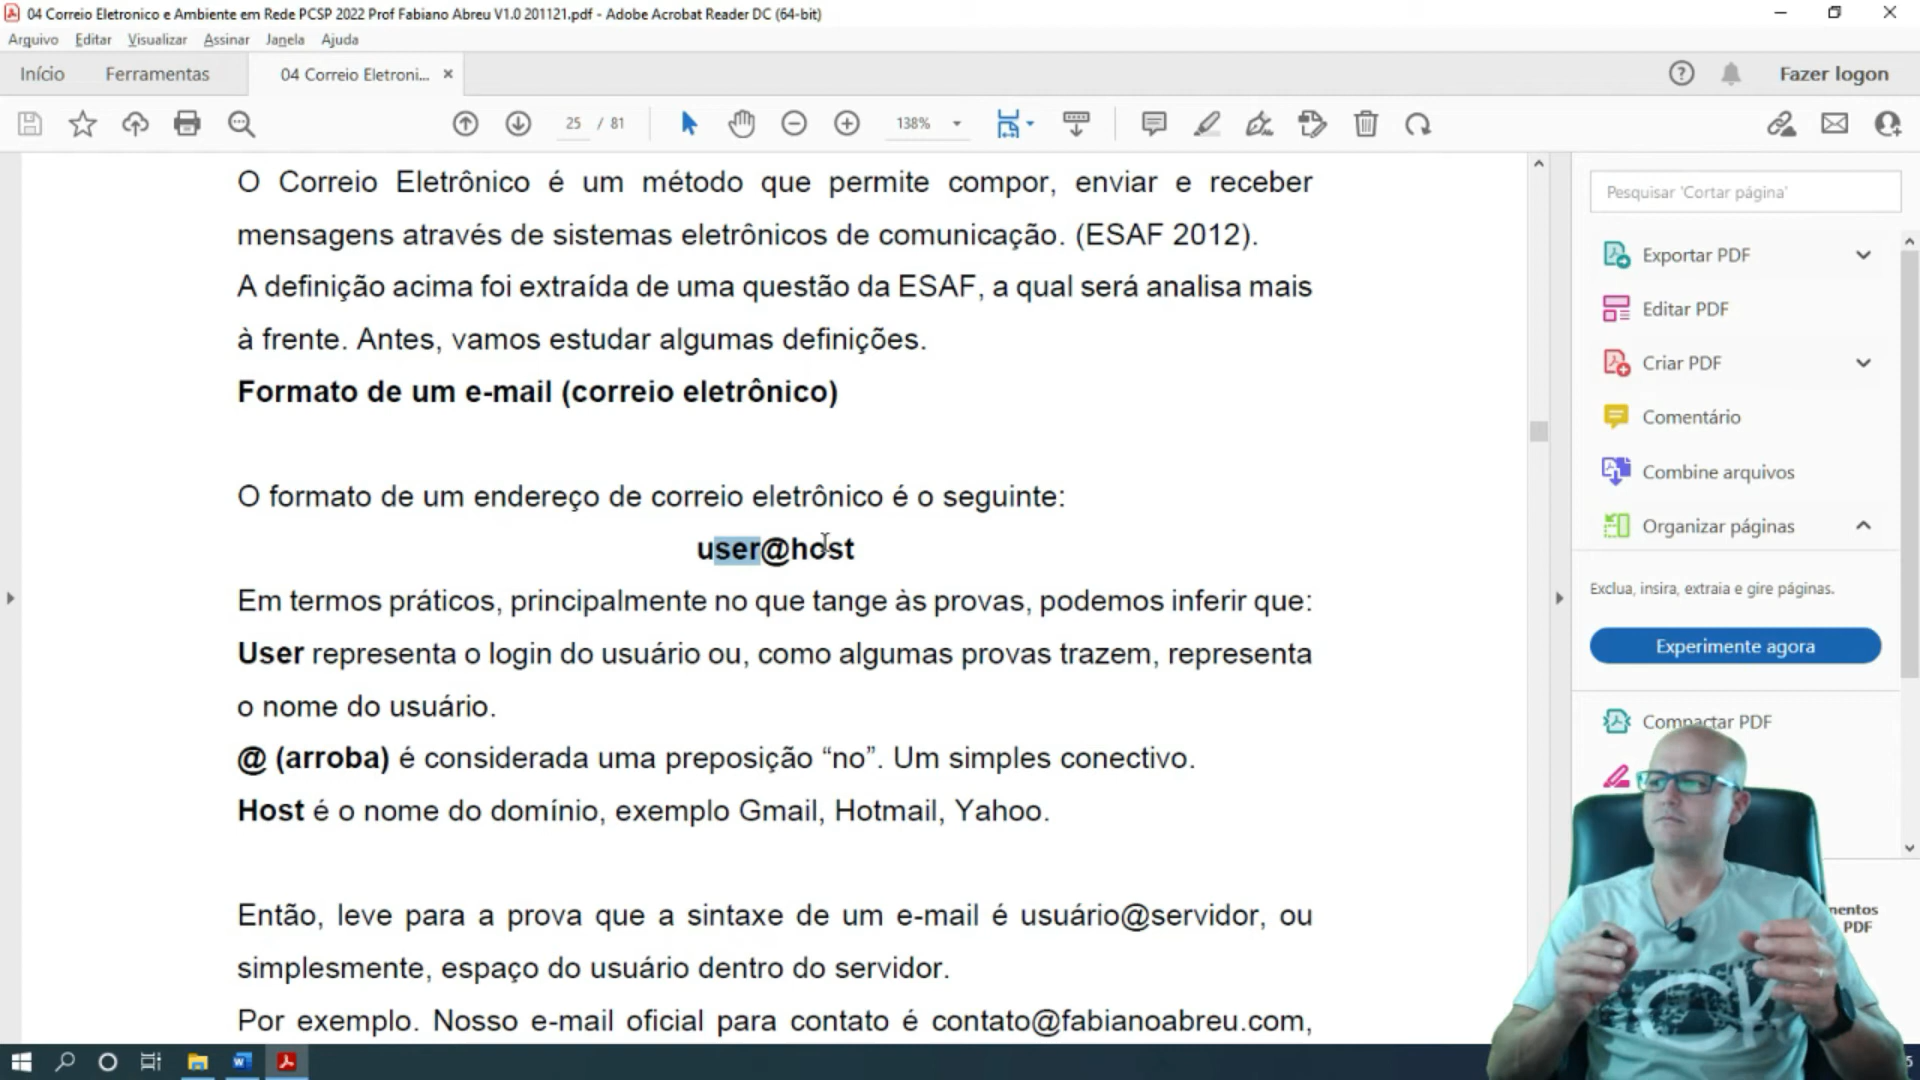 04 Correio Eletronico e Ambiente em Rede PCSP 2022 Prof Fabiano Abreu V1.0 201121.pdf - Adobe Acrobat Reader DC (64-bit)
Arquivo Editar Visualizar Assinar Janela Ajuda
Início Ferramentas 04 Correio Eletroni... × Fazer logon
25 / 81 138%
O Correio Eletrônico é um método que permite compor, enviar e receber
mensagens através de sistemas eletrônicos de comunicação. (ESAF 2012).
A definição acima foi extraída de uma questão da ESAF, a qual será analisa mais
à frente. Antes, vamos estudar algumas definições.
Formato de um e-mail (correio eletrônico)
O formato de um endereço de correio eletrônico é o seguinte:
user@host
Em termos práticos, principalmente no que tange às provas, podemos inferir que:
User representa o login do usuário ou, como algumas provas trazem, representa
o nome do usuário.
@ (arroba) é considerada uma preposição “no”. Um simples conectivo.
Host é o nome do domínio, exemplo Gmail, Hotmail, Yahoo.
Então, leve para a prova que a sintaxe de um e-mail é usuário@servidor, ou
simplesmente, espaço do usuário dentro do servidor.
Por exemplo. Nosso e-mail oficial para contato é contato@fabianoabreu.com,
Pesquisar 'Cortar página'
Exportar PDF
Editar PDF
Criar PDF
Comentário
Combine arquivos
Organizar páginas
Exclua, insira, extraia e gire páginas.
Experimente agora
Compactar PDF
PDF